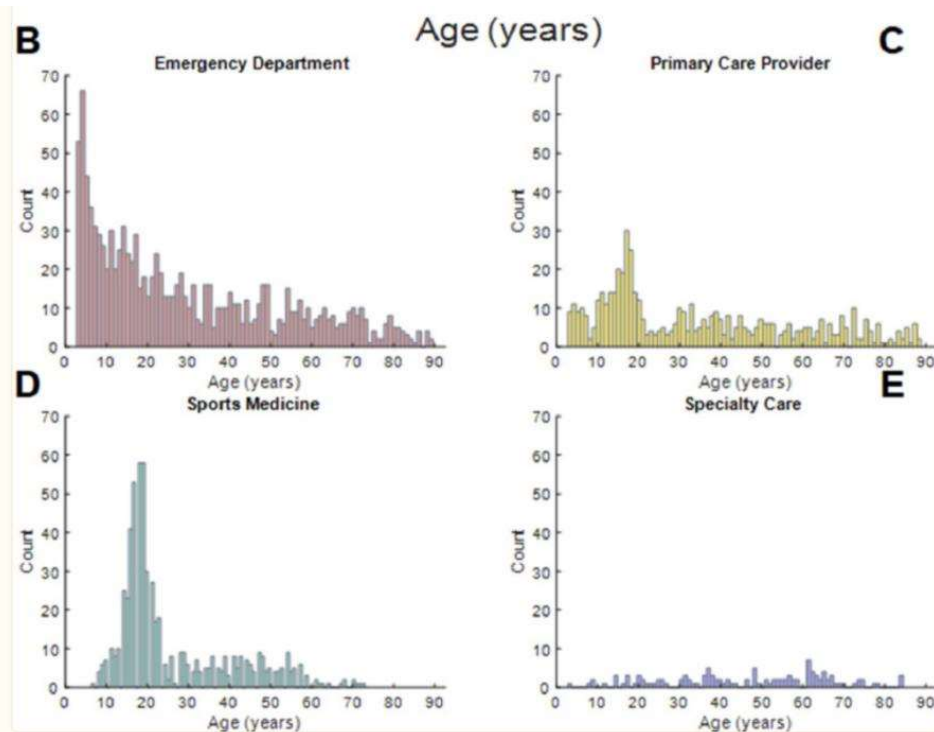 Age (years)
B
Emergency Department
70
60
50
40
30
20
10
0
Count
0 10 20 30 40 50 60 70 80 90
Age (years)
C
Primary Care Provider
70
60
50
40
30
20
10
0
Count
0 10 20 30 40 50 60 70 80 90
Age (years)
D
Sports Medicine
70
60
50
40
30
20
10
0
Count
0 10 20 30 40 50 60 70 80 90
Age (years)
E
Specialty Care
70
60
50
40
30
20
10
0
Count
0 10 20 30 40 50 60 70 80 90
Age (years)